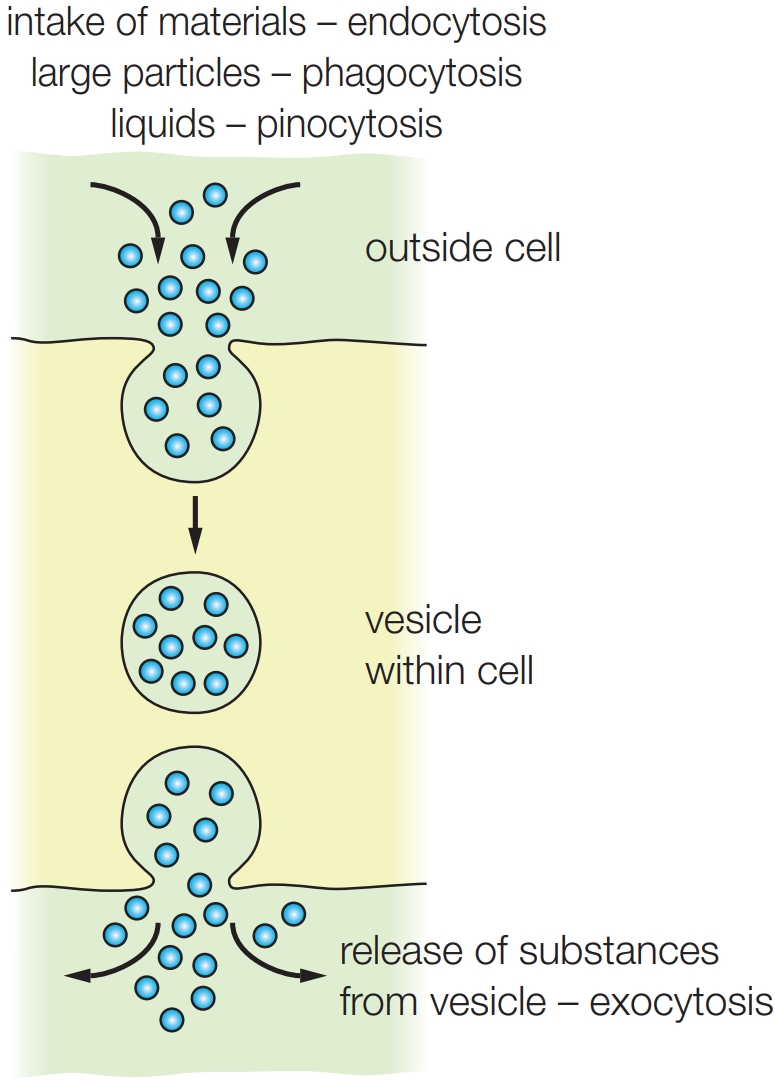 intake of materials – endocytosis
large particles – phagocytosis
liquids – pinocytosis
outside cell
vesicle
within cell
release of substances
from vesicle – exocytosis